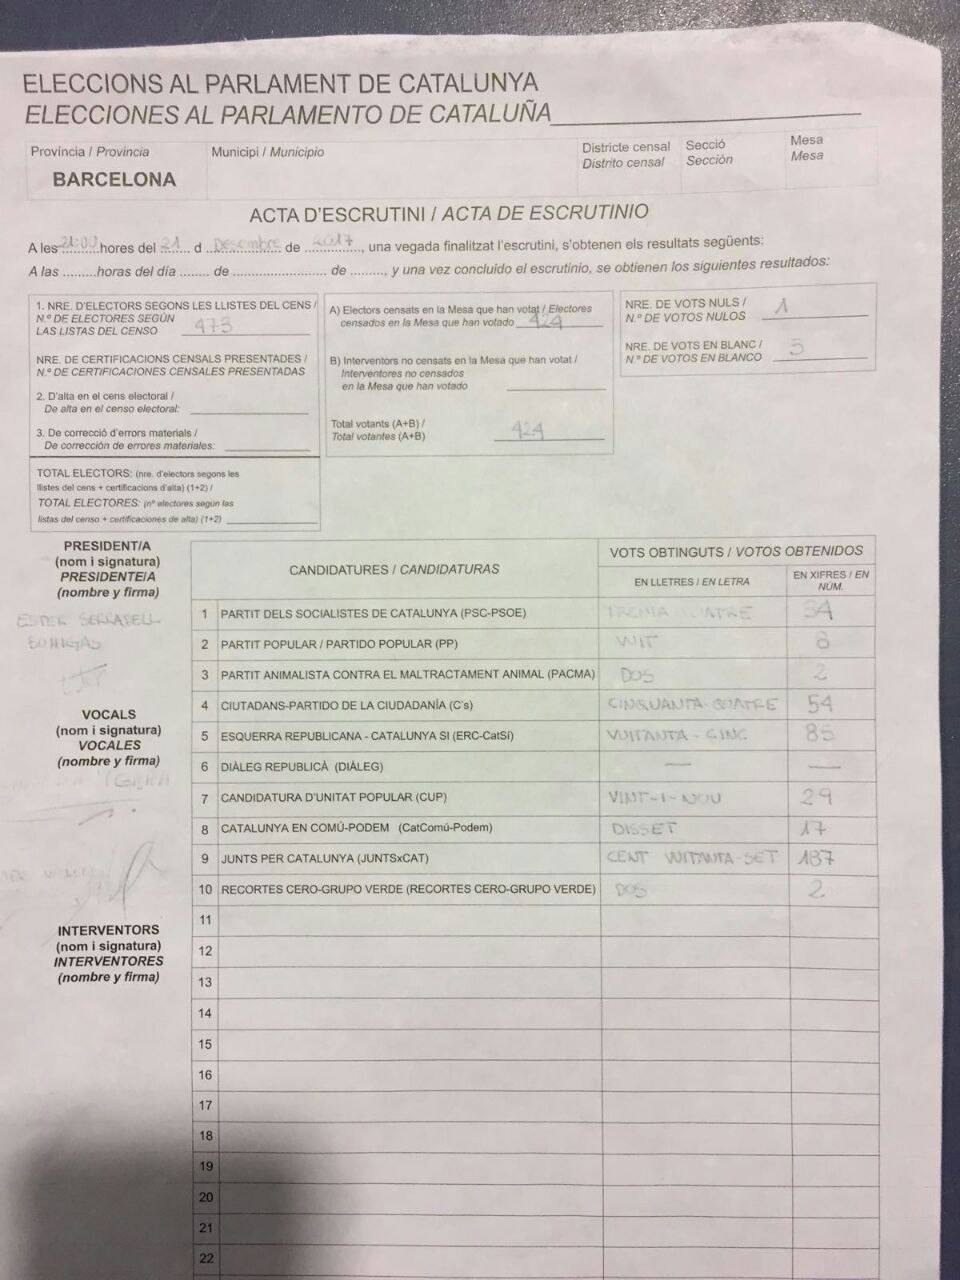 ELECCIONS AL PARLAMENT DE CATALUNYA
ELECCIONES AL PARLAMENTO DE CATALUÑA
Província / Provincia
BARCELONA
Municipi / Municipio
Districte censal
Distrito censal
Secció
Sección
Mesa
Mesa
ACTA D'ESCRUTINI / ACTA DE ESCRUTINIO
A les 21:00 hores del 21 d Desembre de 2017, una vegada finalitzat l'escrutini, s'obtenen els resultats següents:
A las .........horas del día ........ de ......................... de ........., y una vez concluido el escrutinio, se obtienen los siguientes resultados:
1. NRE. D'ELECTORS SEGONS LES LLISTES DEL CENS /
N.º DE ELECTORES SEGÚN
LAS LISTAS DEL CENSO 473
NRE. DE CERTIFICACIONS CENSALS PRESENTADES /
N.º DE CERTIFICACIONES CENSALES PRESENTADAS
2. D'alta en el cens electoral /
De alta en el censo electoral:
3. De correcció d'errors materials /
De corrección de errores materiales:
TOTAL ELECTORS: (nre. d'electors segons les
llistes del cens + certificacions d'alta) (1+2) /
TOTAL ELECTORES: (nº electores según las
listas del censo + certificaciones de alta) (1+2)
A) Electors censats en la Mesa que han votat / Electores
censados en la Mesa que han votado 424
B) Interventors no censats en la Mesa que han votat /
Interventores no censados
en la Mesa que han votado
Total votants (A+B) /
Total votantes (A+B) 424
NRE. DE VOTS NULS /
N.º DE VOTOS NULOS 1
NRE. DE VOTS EN BLANC /
N.º DE VOTOS EN BLANCO 5
PRESIDENT/A
(nom i signatura)
PRESIDENTE/A
(nombre y firma)
ESTER SERRADELL
VOCALS
(nom i signatura)
VOCALES
(nombre y firma)
INTERVENTORS
(nom i signatura)
INTERVENTORES
(nombre y firma)
CANDIDATURES / CANDIDATURAS
VOTS OBTINGUTS / VOTOS OBTENIDOS
EN LLETRES / EN LETRA
EN XIFRES / EN
NÚM.
1 PARTIT DELS SOCIALISTES DE CATALUNYA (PSC-PSOE) TRENTA QUATRE 34
2 PARTIT POPULAR / PARTIDO POPULAR (PP) VUIT 8
3 PARTIT ANIMALISTA CONTRA EL MALTRACTAMENT ANIMAL (PACMA) DOS 2
4 CIUTADANS-PARTIDO DE LA CIUDADANÍA (C's) CINQUANTA-QUATRE 54
5 ESQUERRA REPUBLICANA - CATALUNYA SI (ERC-CatSí) VUITANTA-CINC 85
6 DIÀLEG REPUBLICÀ (DIÀLEG) — —
7 CANDIDATURA D'UNITAT POPULAR (CUP) VINT-I-NOU 29
8 CATALUNYA EN COMÚ-PODEM (CatComú-Podem) DISSET 17
9 JUNTS PER CATALUNYA (JUNTSxCAT) CENT VUITANTA-SET 187
10 RECORTES CERO-GRUPO VERDE (RECORTES CERO-GRUPO VERDE) DOS 2
11
12
13
14
15
16
17
18
19
20
21
22